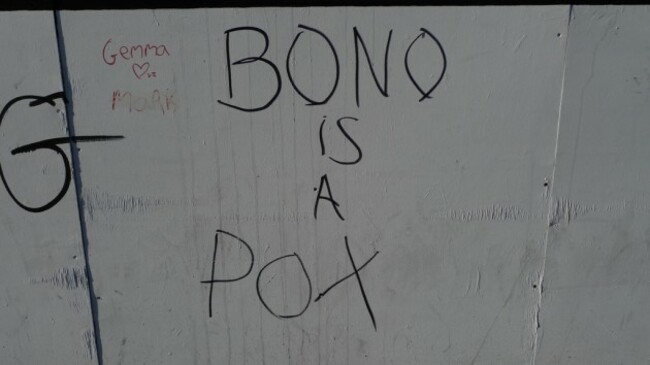 Gemma
♡..
MARK
BONO
iS
A
POX
G